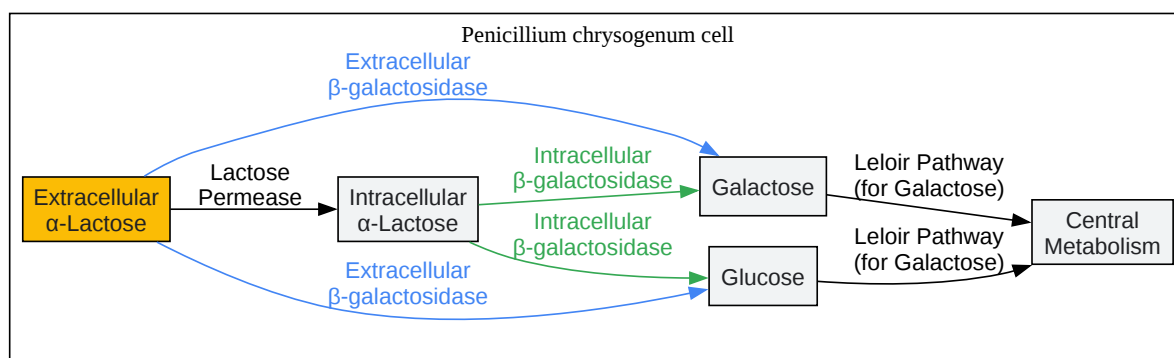 Penicillium chrysogenum cell
Extracellular
β-galactosidase
Extracellular
α-Lactose
Lactose
Permease
Intracellular
α-Lactose
Intracellular
β-galactosidase
Intracellular
β-galactosidase
Extracellular
β-galactosidase
Galactose
Glucose
Leloir Pathway
(for Galactose)
Leloir Pathway
(for Galactose)
Central
Metabolism